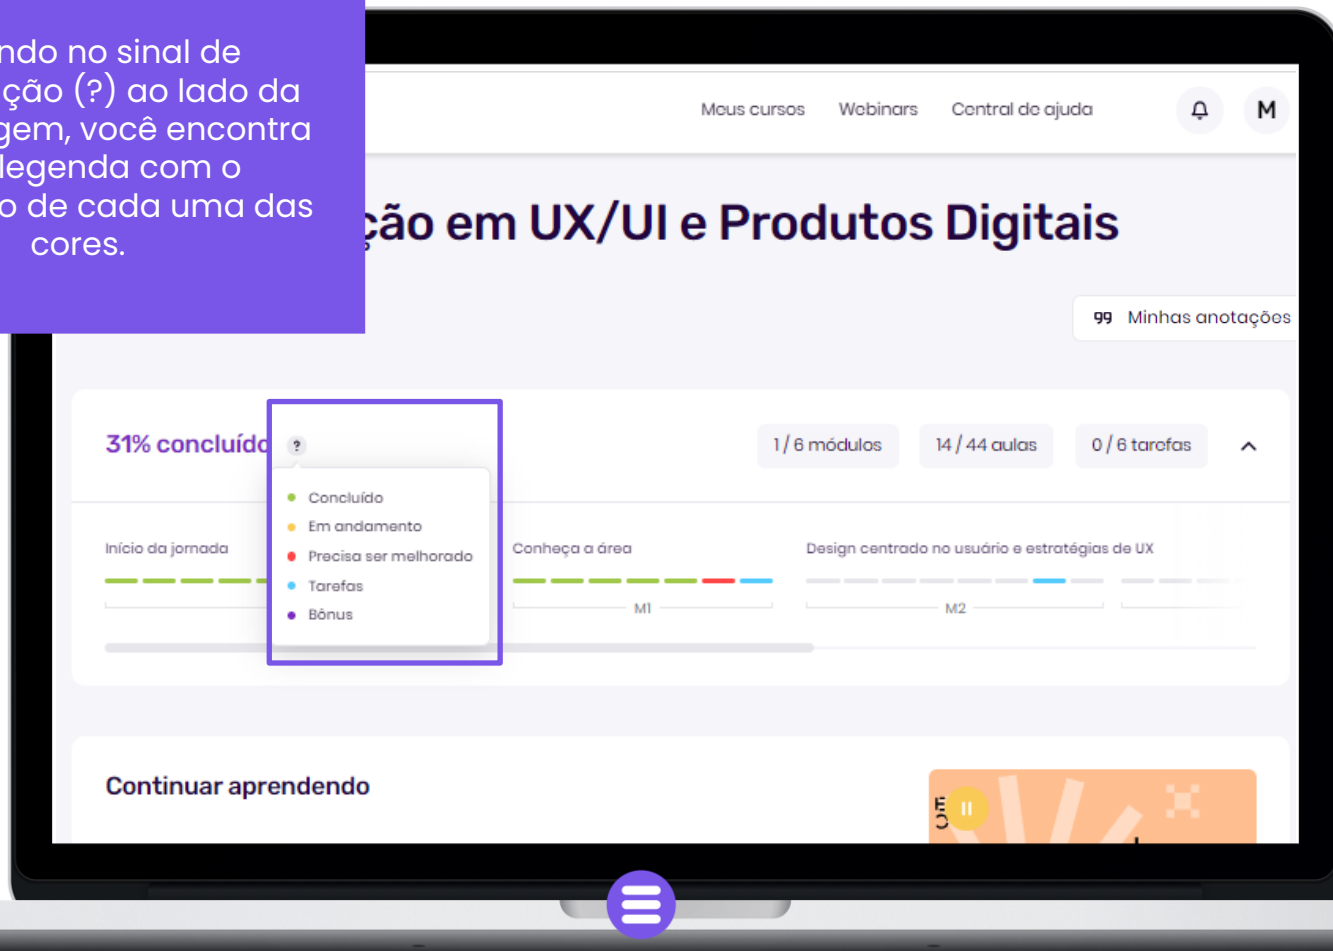 ndo no sinal de
ção (?) ao lado da
gem, você encontra
legenda com o
o de cada uma das
cores.
Meus cursos Webinars Central de ajuda M
ção em UX/UI e Produtos Digitais
Minhas anotações
31% concluído ? 1 / 6 módulos 14 / 44 aulas 0 / 6 tarefas
Concluído
Em andamento
Precisa ser melhorado
Tarefas
Bônus
Início da jornada Conheça a área Design centrado no usuário e estratégias de UX
M1 M2
Continuar aprendendo